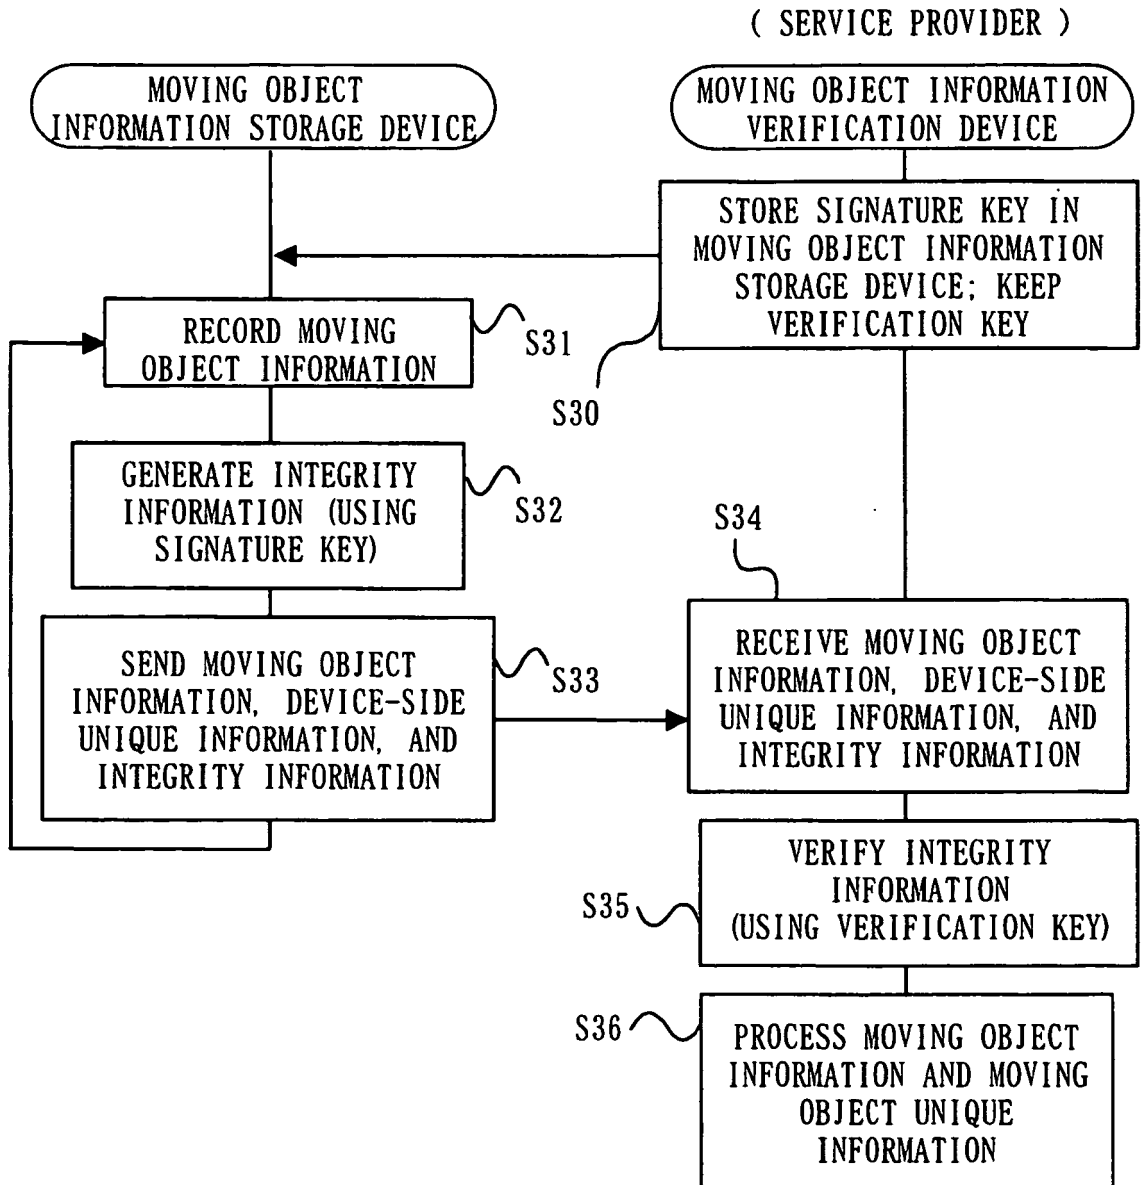 ( SERVICE PROVIDER )
MOVING OBJECT
INFORMATION STORAGE DEVICE
MOVING OBJECT INFORMATION
VERIFICATION DEVICE
STORE SIGNATURE KEY IN
MOVING OBJECT INFORMATION
STORAGE DEVICE; KEEP
VERIFICATION KEY
S30
RECORD MOVING
OBJECT INFORMATION
S31
GENERATE INTEGRITY
INFORMATION (USING
SIGNATURE KEY)
S32
SEND MOVING OBJECT
INFORMATION, DEVICE-SIDE
UNIQUE INFORMATION, AND
INTEGRITY INFORMATION
S33
S34
RECEIVE MOVING OBJECT
INFORMATION, DEVICE-SIDE
UNIQUE INFORMATION, AND
INTEGRITY INFORMATION
VERIFY INTEGRITY
INFORMATION
(USING VERIFICATION KEY)
S35
S36
PROCESS MOVING OBJECT
INFORMATION AND MOVING
OBJECT UNIQUE
INFORMATION